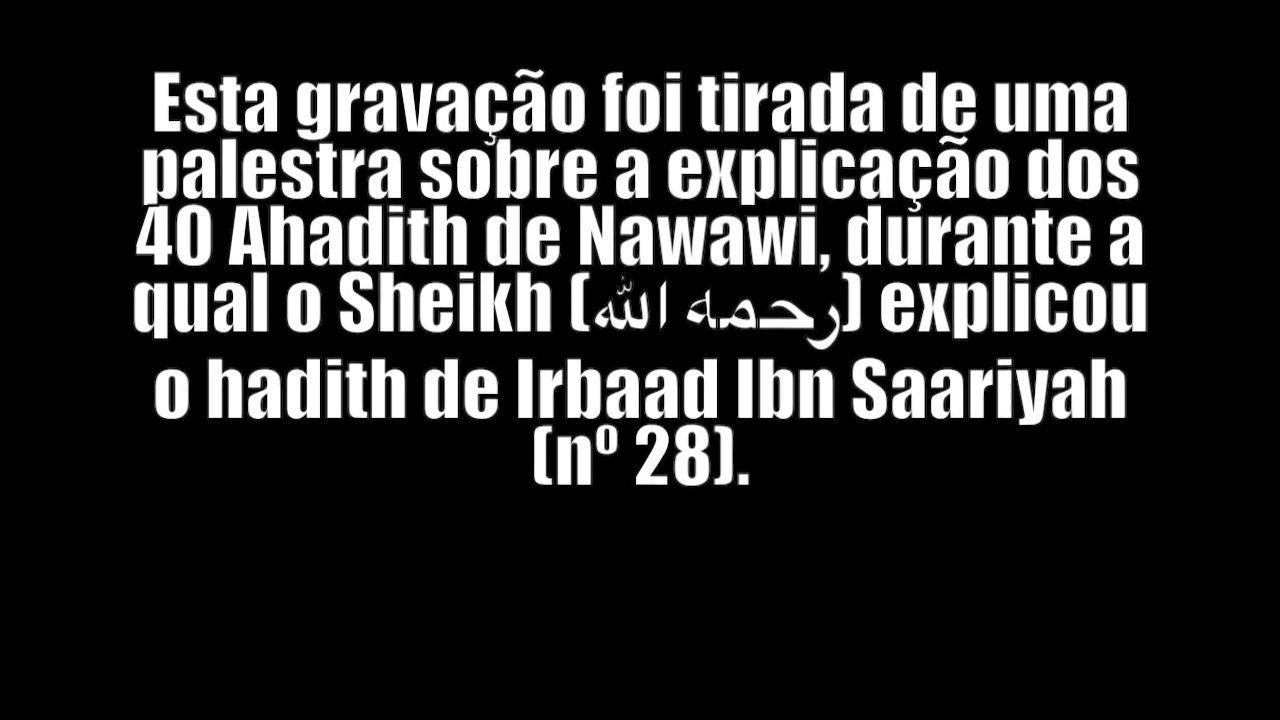 Esta gravação foi tirada de uma
palestra sobre a explicação dos
40 Ahadith de Nawawi, durante a
qual o Sheikh (رحمه الله) explicou
o hadith de Irbaad Ibn Saariyah
(nº 28).